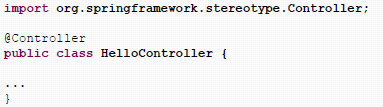 import org.springframework.stereotype.Controller;
@Controller
public class HelloController {
...
}